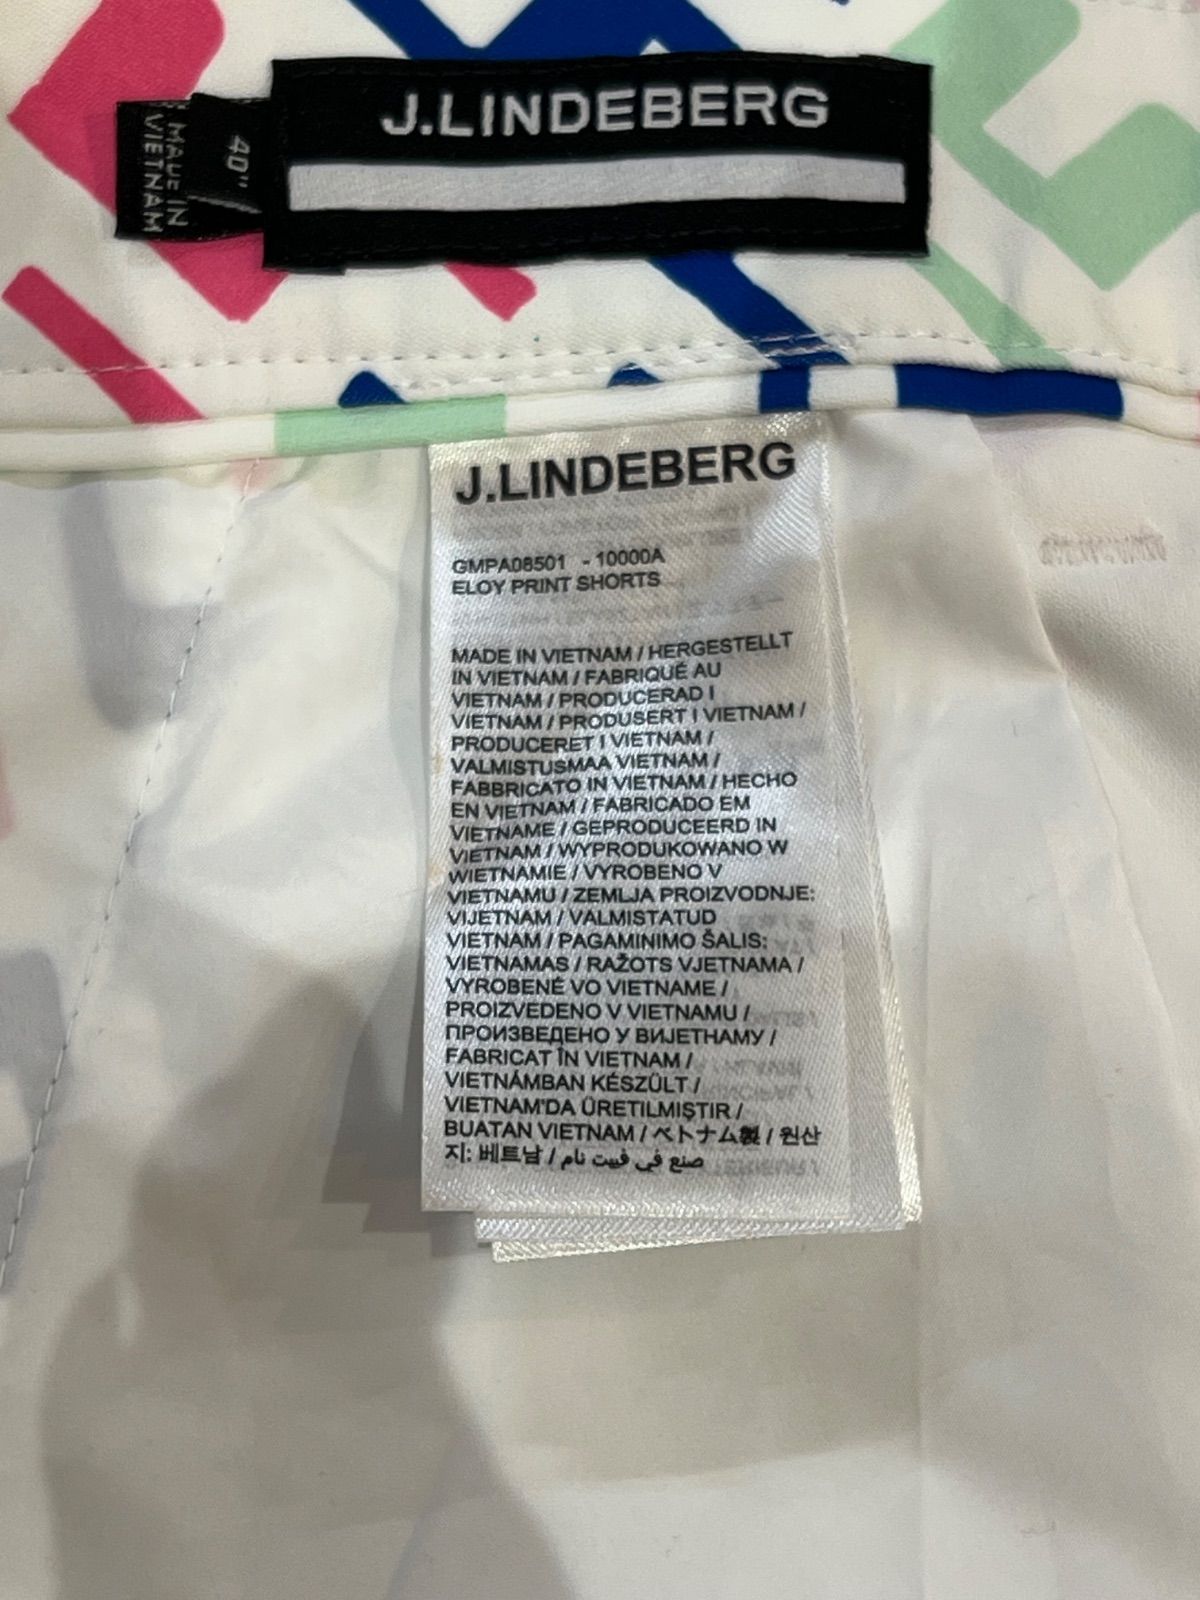 J.LINDEBERG
40"
MADE IN
VIETNAM
J.LINDEBERG
GMPA08501 - 10000A
ELOY PRINT SHORTS
MADE IN VIETNAM / HERGESTELLT
IN VIETNAM / FABRIQUÉ AU
VIETNAM / PRODUCERAD I
VIETNAM / PRODUSERT I VIETNAM /
PRODUCERET I VIETNAM /
VALMISTUSMAA VIETNAM /
FABBRICATO IN VIETNAM / HECHO
EN VIETNAM / FABRICADO EM
VIETNAME / GEPRODUCEERD IN
VIETNAM / WYPRODUKOWANO W
WIETNAMIE / VYROBENO V
VIETNAMU / ZEMLJA PROIZVODNJE:
VIJETNAM / VALMISTATUD
VIETNAM / PAGAMINIMO ŠALIS:
VIETNAMAS / RAŽOTS VJETNAMA /
VYROBENÉ VO VIETNAME /
PROIZVEDENO V VIETNAMU /
ПРОИЗВЕДЕНО У ВИЈЕТНАМУ /
FABRICAT ÎN VIETNAM /
VIETNÁMBAN KÉSZÜLT /
VIETNAM'DA ÜRETILMIŞTIR /
BUATAN VIETNAM / ベトナム製 / 원산
지: 베트남 / صنع في فييت نام